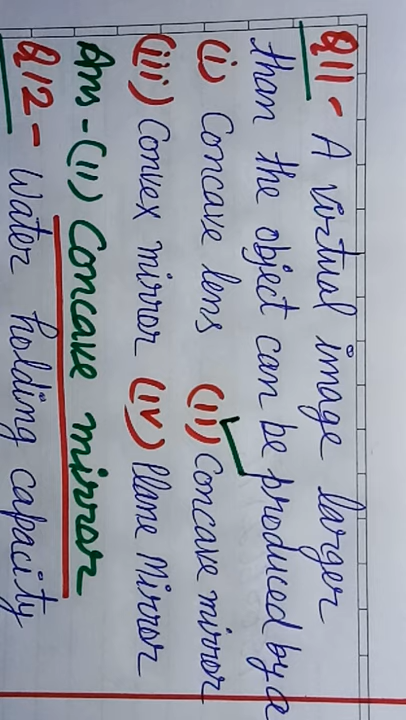 Q11- A virtual image larger
than the object can be produced by a
(i) Concave lens (ii) Concave mirror
(iii) Convex mirror (iv) Plane Mirror
Ans-(ii) Concave mirror
Q12- Water holding capacity